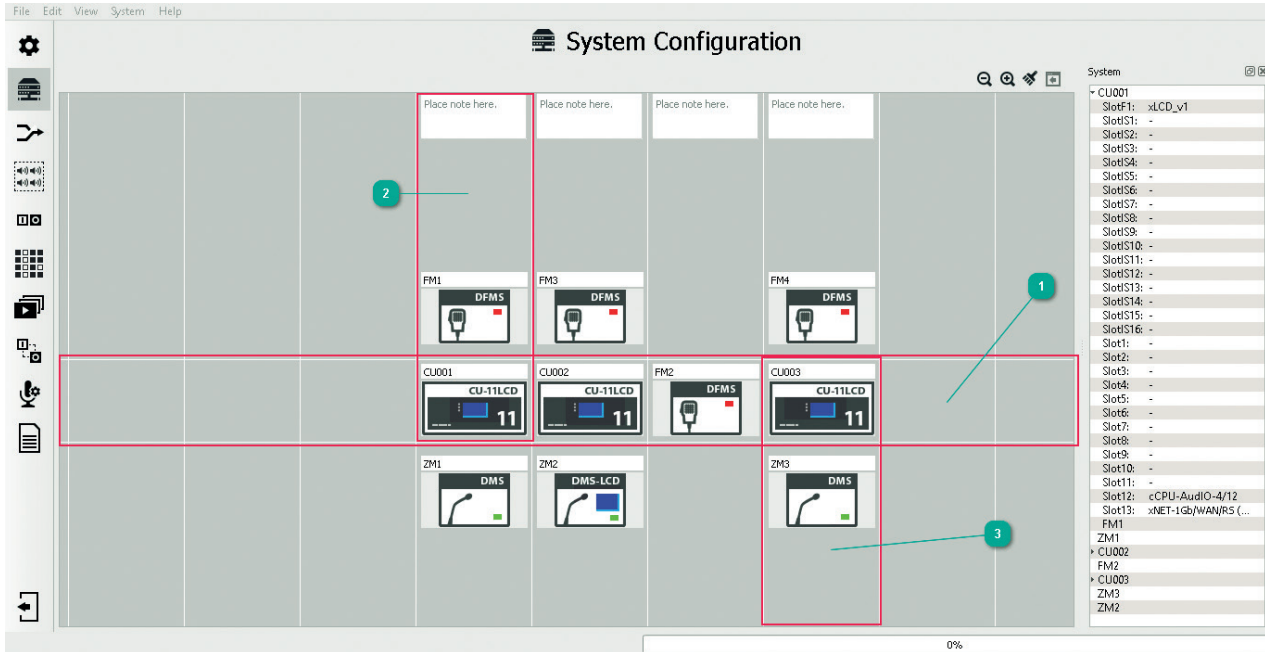 File Edit View System Help
System Configuration
System
Place note here. Place note here. Place note here. Place note here.
2
FM1 FM3 FM4
DFMS DFMS DFMS
1
CU001 CU002 FM2 CU003
CU-11LCD CU-11LCD DFMS CU-11LCD
11 11 11
ZM1 ZM2 ZM3
DMS DMS-LCD DMS
3
CU001
SlotF1: xLCD_v1
SlotIS1: -
SlotIS2: -
SlotIS3: -
SlotIS4: -
SlotIS5: -
SlotIS6: -
SlotIS7: -
SlotIS8: -
SlotIS9: -
SlotIS10: -
SlotIS11: -
SlotIS12: -
SlotIS13: -
SlotIS14: -
SlotIS15: -
SlotIS16: -
Slot1: -
Slot2: -
Slot3: -
Slot4: -
Slot5: -
Slot6: -
Slot7: -
Slot8: -
Slot9: -
Slot10: -
Slot11: -
Slot12: cCPU-AudIO-4/12
Slot13: xNET-1Gb/WAN/RS (...
FM1
ZM1
CU002
FM2
CU003
ZM3
ZM2
0%